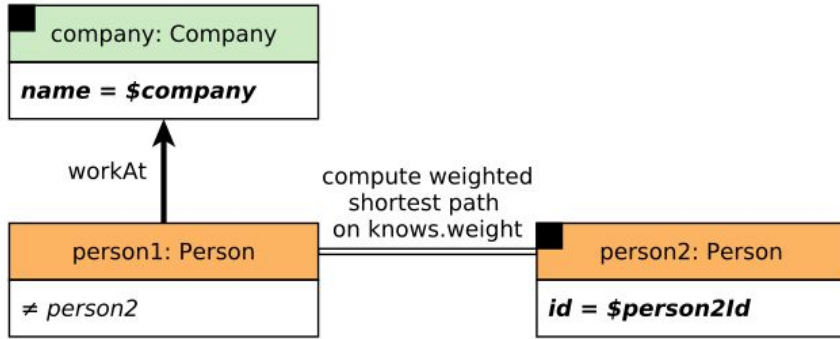 company: Company
name = $company
workAt
compute weighted
shortest path
on knows.weight
person1: Person
≠ person2
person2: Person
id = $person2Id